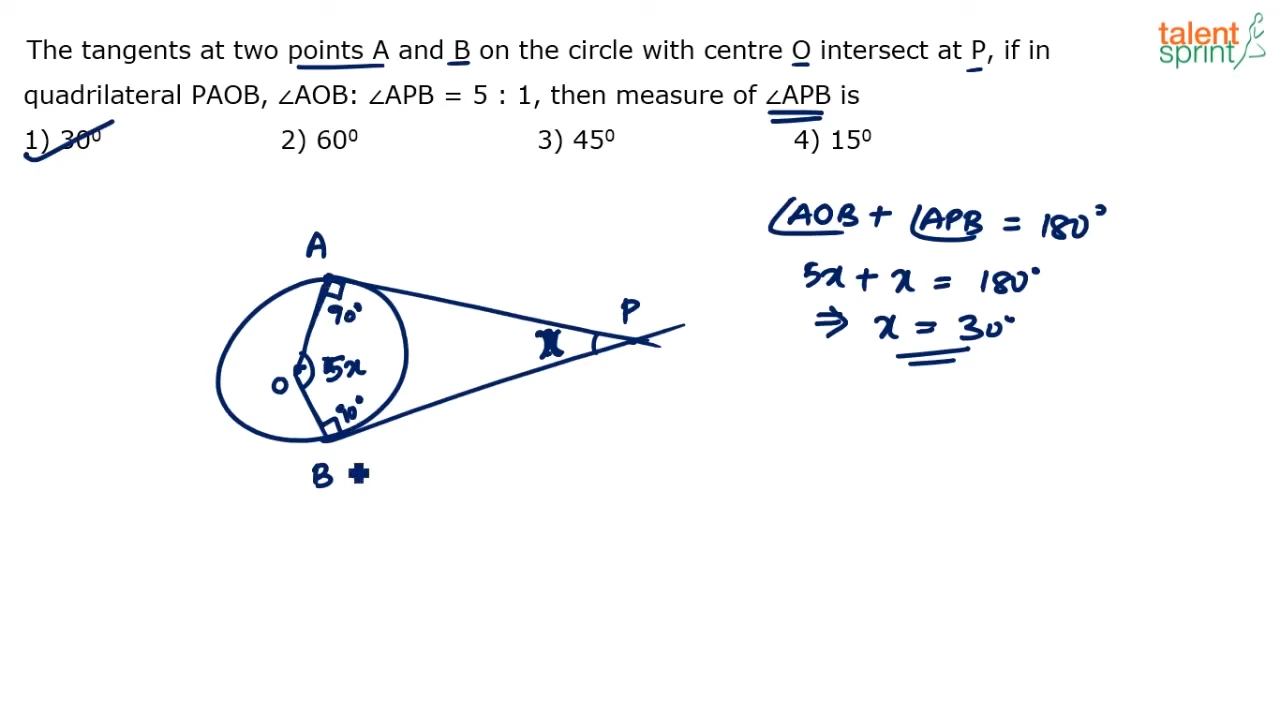 talent
sprint
The tangents at two points A and B on the circle with centre O intersect at P, if in
quadrilateral PAOB, ∠AOB: ∠APB = 5 : 1, then measure of ∠APB is
1) 30⁰ 2) 60⁰ 3) 45⁰ 4) 15⁰
∠AOB + ∠APB = 180°
5x + x = 180°
⇒ x = 30°
A
90°
P
x
O 5x
90°
B